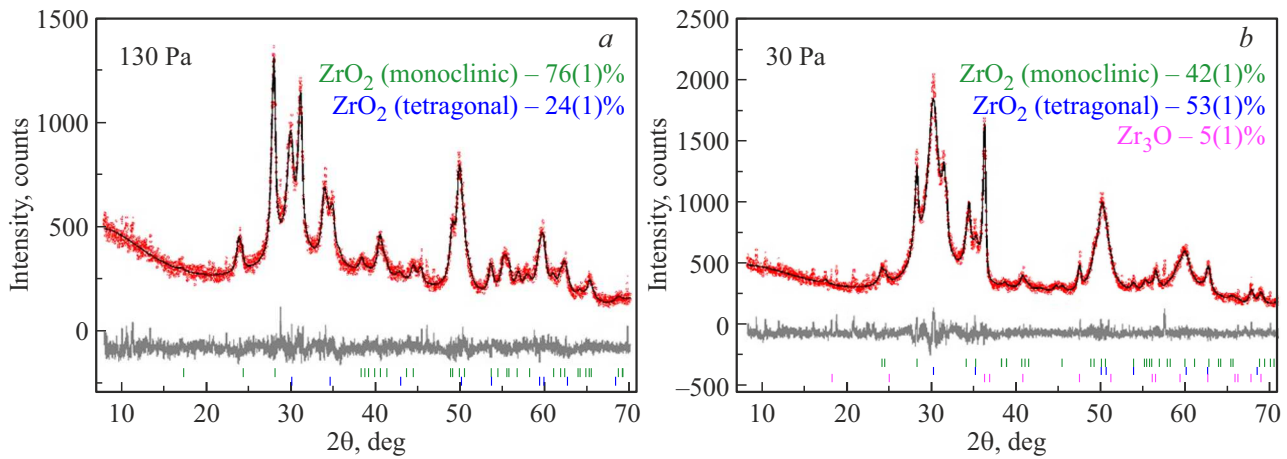 130 Pa
a
ZrO₂ (monoclinic) – 76(1)%
ZrO₂ (tetragonal) – 24(1)%
1500
1000
500
0
Intensity, counts
10 20 30 40 50 60 70
2θ, deg
30 Pa
b
ZrO₂ (monoclinic) – 42(1)%
ZrO₂ (tetragonal) – 53(1)%
Zr₃O – 5(1)%
2500
2000
1500
1000
500
0
–500
Intensity, counts
10 20 30 40 50 60 70
2θ, deg